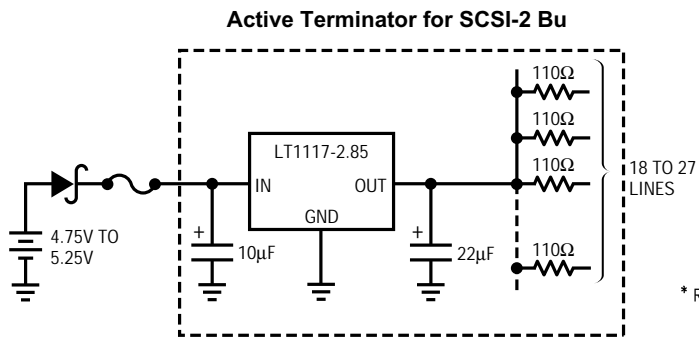 Active Terminator for SCSI-2 Bu
110Ω
110Ω
LT1117-2.85
110Ω
18 TO 27
LINES
IN
OUT
GND
4.75V TO
5.25V
+
10µF
+
22µF
110Ω
* R